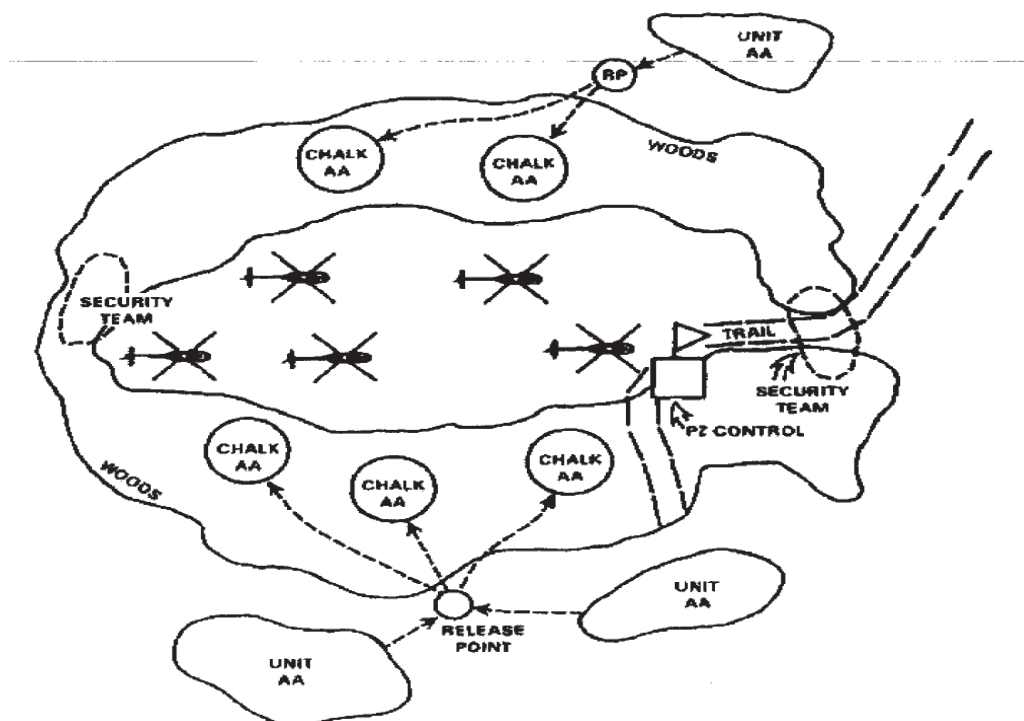 UNIT
AA
RP
WOODS
CHALK
AA
CHALK
AA
SECURITY
TEAM
TRAIL
SECURITY
TEAM
PZ CONTROL
CHALK
AA
CHALK
AA
CHALK
AA
WOODS
UNIT
AA
RELEASE
POINT
UNIT
AA